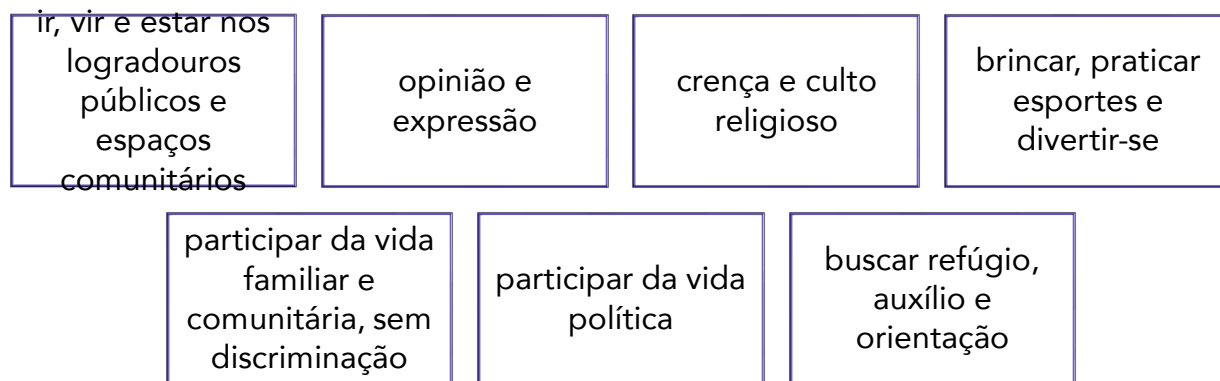 ir, vir e estar nos
logradouros
públicos e
espaços
comunitários
opinião e
expressão
crença e culto
religioso
brincar, praticar
esportes e
divertir-se
participar da vida
familiar e
comunitária, sem
discriminação
participar da vida
política
buscar refúgio,
auxílio e
orientação